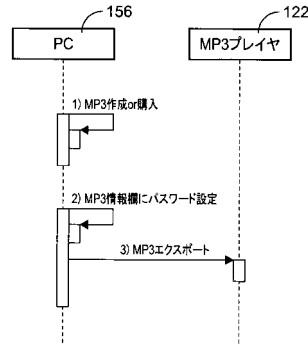 156
122
PC
MP3プレイヤ
1) MP3作成or購入
2) MP3情報欄にパスワード設定
3) MP3エクスポート